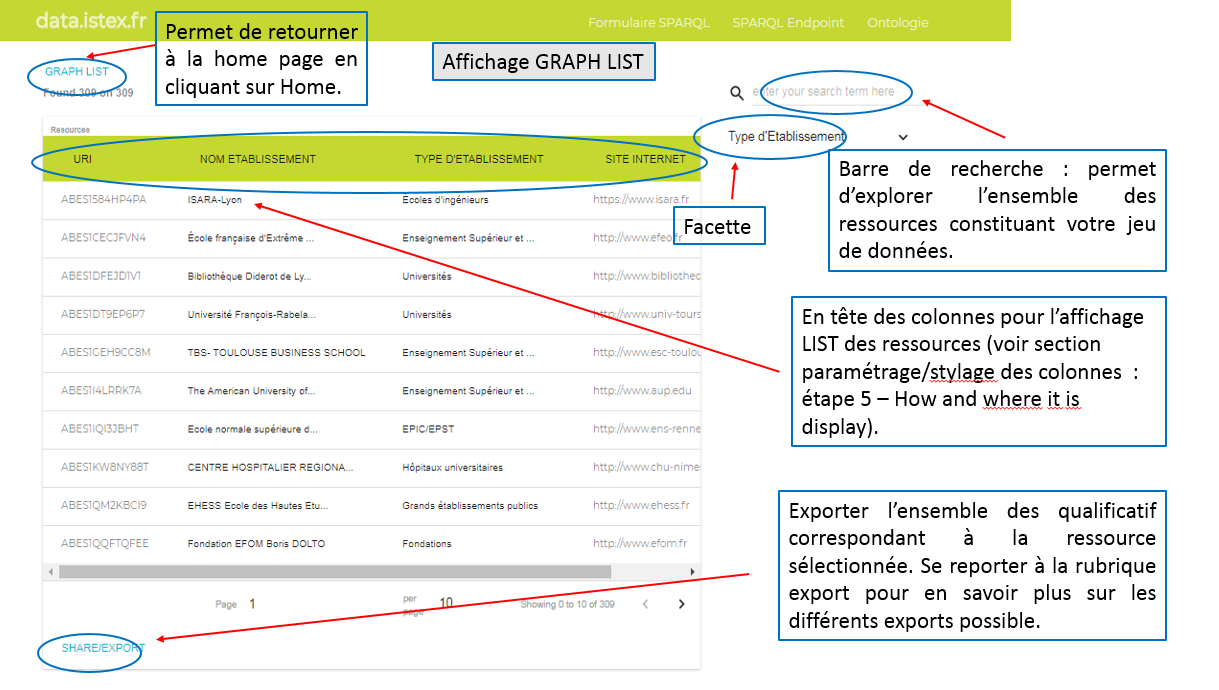 data.istex.fr
Formulaire SPARQL
SPARQL Endpoint
Ontologie
Permet de retourner
à la home page en
cliquant sur Home.
Affichage GRAPH LIST
GRAPH LIST
Found 309 on 309
enter your search term here
Type d'Etablissement
Facette
Barre de recherche : permet
d’explorer l’ensemble des
ressources constituant votre jeu
de données.
Resources
URI NOM ETABLISSEMENT TYPE D'ETABLISSEMENT SITE INTERNET
ABES1584HP4PA ISARA-Lyon Écoles d'ingénieurs https://www.isara.fr
ABES1CECJFVN4 École française d'Extrême ... Enseignement Supérieur et ... http://www.efeo.fr
ABES1DFEJD1V1 Bibliothèque Diderot de Ly... Universités http://www.bibliothec
ABES1DT9EP6P7 Université François-Rabela... Universités http://www.univ-tours
ABES1GEH9CC8M TBS- TOULOUSE BUSINESS SCHOOL Enseignement Supérieur et ... http://www.esc-toulou
ABES1I4LRRK7A The American University of... Enseignement Supérieur et ... http://www.aup.edu
ABES1IQI3JBHT Ecole normale supérieure d... EPIC/EPST http://www.ens-renne
ABES1KW8NY88T CENTRE HOSPITALIER REGIONA... Hôpitaux universitaires http://www.chu-nime
ABES1QM2KBCI9 EHESS Ecole des Hautes Etu... Grands établissements publics http://www.ehess.fr
ABES1QQFTQFEE Fondation EFOM Boris DOLTO Fondations http://www.efom.fr
En tête des colonnes pour l’affichage
LIST des ressources (voir section
paramétrage/stylage des colonnes :
étape 5 – How and where it is
display).
Exporter l’ensemble des qualificatif
correspondant à la ressource
sélectionnée. Se reporter à la rubrique
export pour en savoir plus sur les
différents exports possible.
Page 1 per page 10 Showing 0 to 10 of 309
SHARE/EXPORT